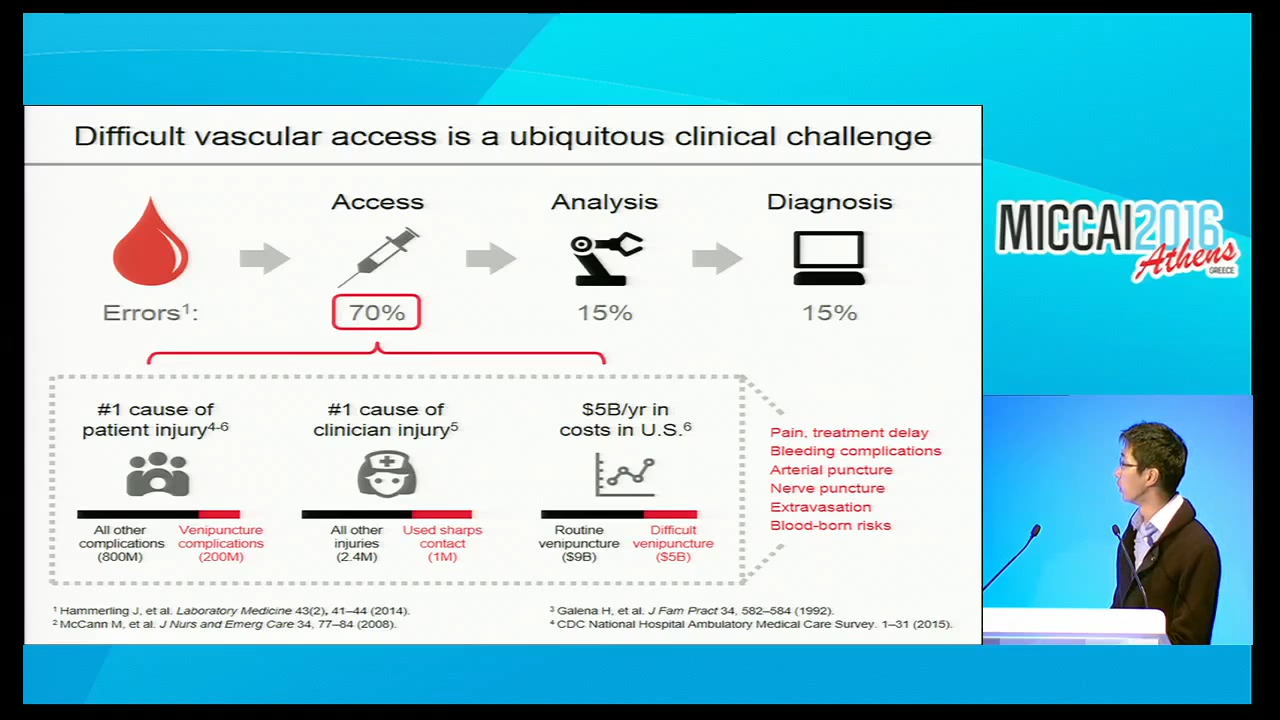 Difficult vascular access is a ubiquitous clinical challenge
Access
Analysis
Diagnosis
Errors¹:
70%
15%
15%
#1 cause of
patient injury⁴⁻⁶
#1 cause of
clinician injury⁵
$5B/yr in
costs in U.S.⁶
All other
complications
(800M)
Venipuncture
complications
(200M)
All other
injuries
(2.4M)
Used sharps
contact
(1M)
Routine
venipuncture
($9B)
Difficult
venipuncture
($5B)
Pain, treatment delay
Bleeding complications
Arterial puncture
Nerve puncture
Extravasation
Blood-born risks
¹ Hammerling J, et al. Laboratory Medicine 43(2), 41–44 (2014).
² McCann M, et al. J Nurs and Emerg Care 34, 77–84 (2008).
³ Galena H, et al. J Fam Pract 34, 582–584 (1992).
⁴ CDC National Hospital Ambulatory Medical Care Survey. 1–31 (2015).
MICCAI2016
Athens
GREECE